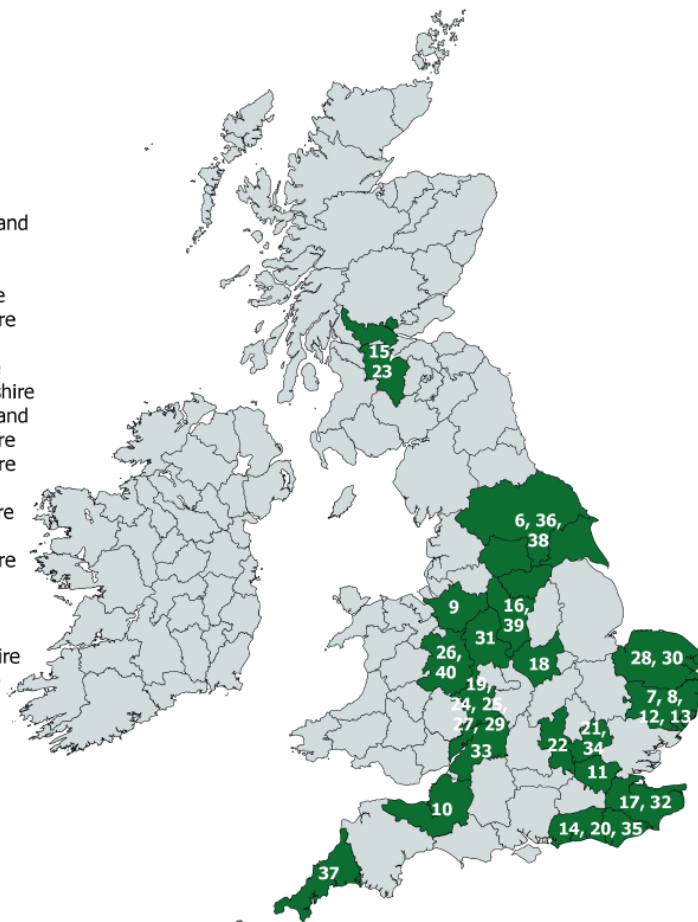 and
e
re
e
shire
and
re
re
re
re
ire
15,
23
6, 36,
38
9
16,
39
31
26,
40
18
28, 30
19,
24, 25,
27, 29
7, 8,
12, 13
21,
34
22
33
11
10
17, 32
14, 20, 35
37